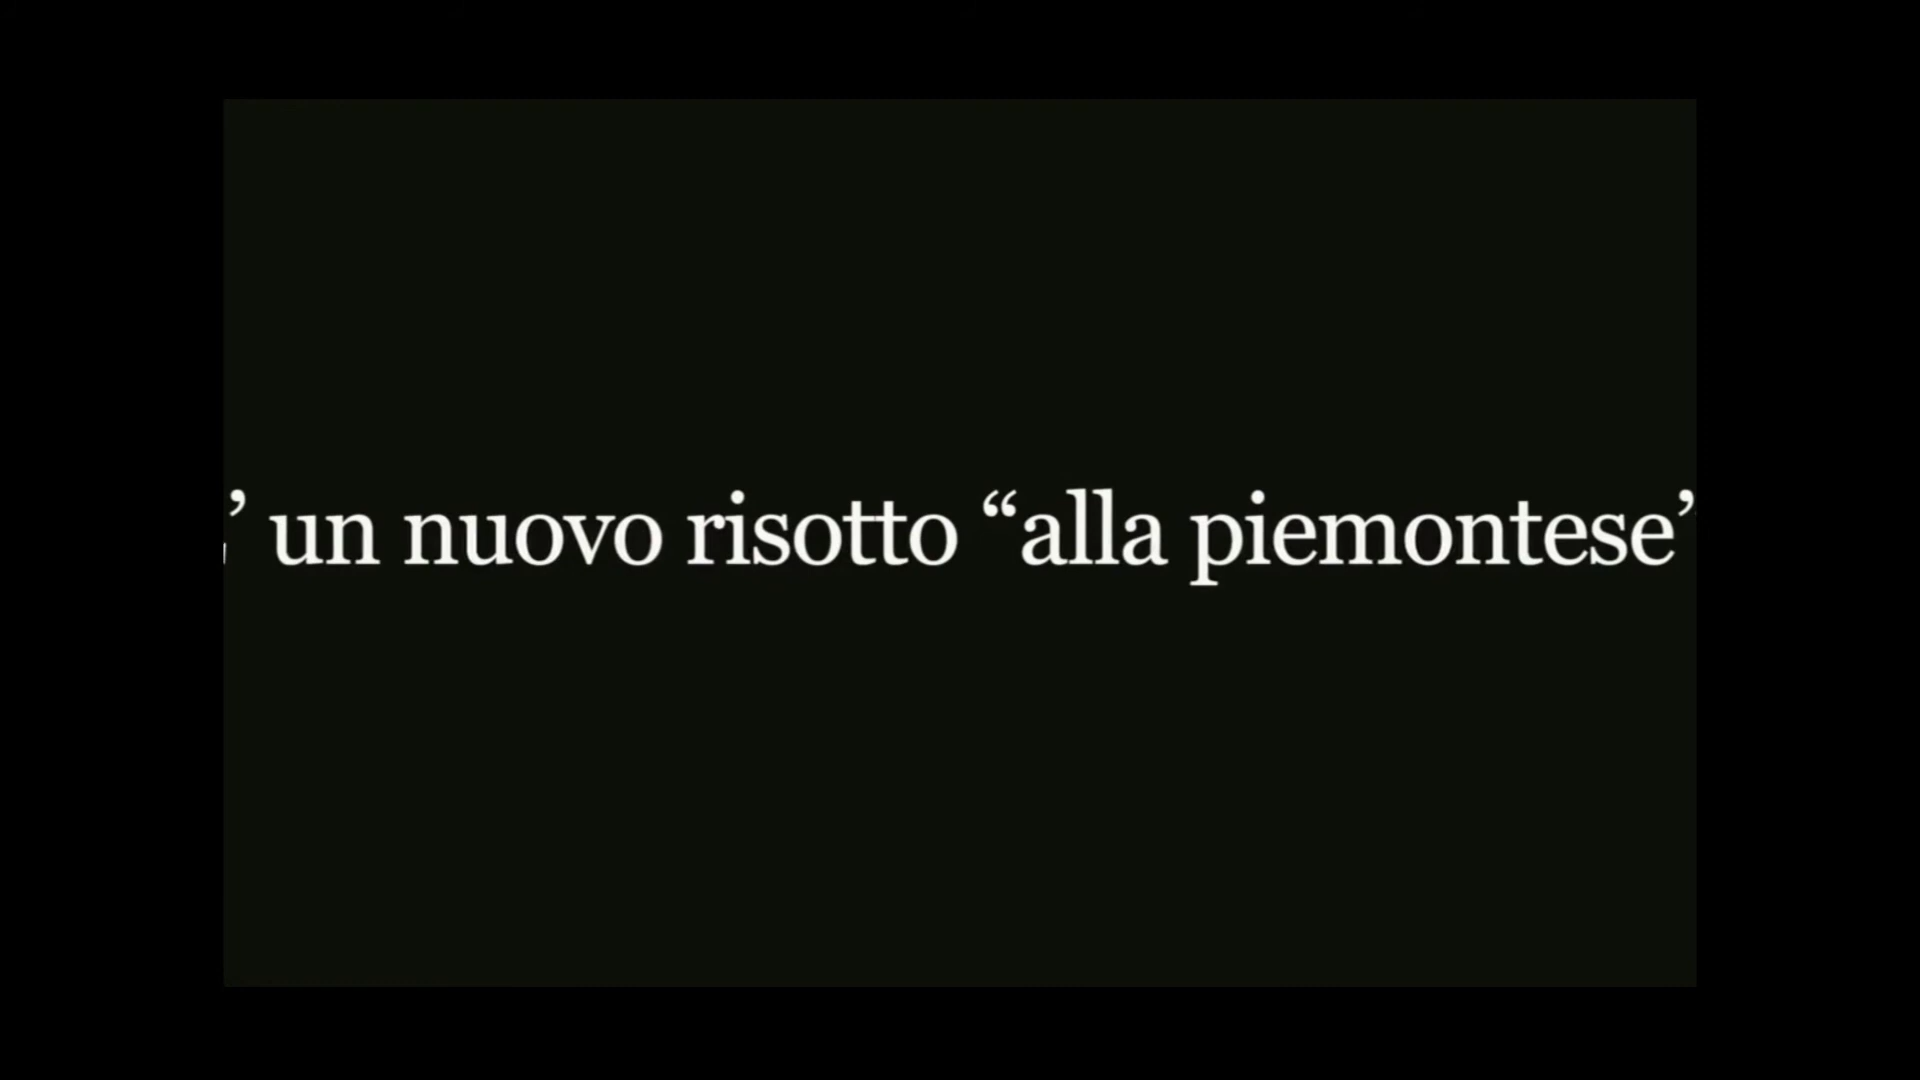 ’ un nuovo risotto “alla piemontese’